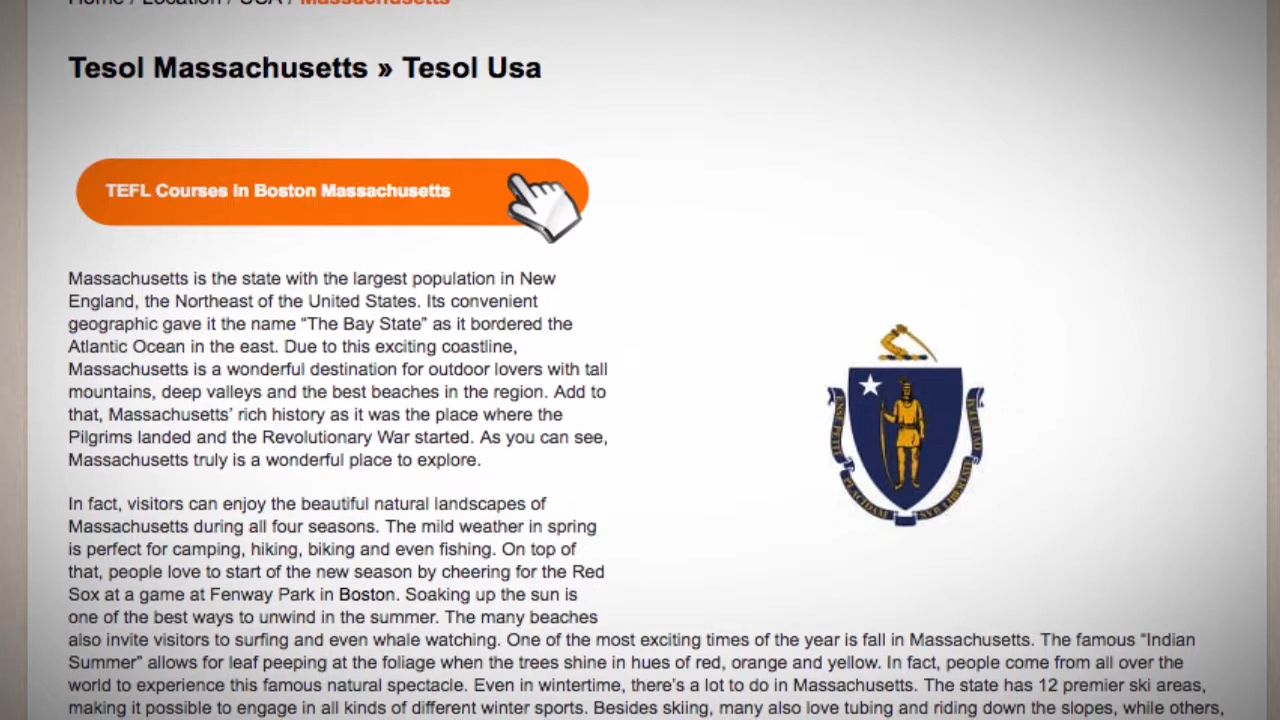 Home / Location / USA / Massachusetts
Tesol Massachusetts » Tesol Usa
TEFL Courses In Boston Massachusetts
Massachusetts is the state with the largest population in New
England, the Northeast of the United States. Its convenient
geographic gave it the name “The Bay State” as it bordered the
Atlantic Ocean in the east. Due to this exciting coastline,
Massachusetts is a wonderful destination for outdoor lovers with tall
mountains, deep valleys and the best beaches in the region. Add to
that, Massachusetts’ rich history as it was the place where the
Pilgrims landed and the Revolutionary War started. As you can see,
Massachusetts truly is a wonderful place to explore.
In fact, visitors can enjoy the beautiful natural landscapes of
Massachusetts during all four seasons. The mild weather in spring
is perfect for camping, hiking, biking and even fishing. On top of
that, people love to start of the new season by cheering for the Red
Sox at a game at Fenway Park in Boston. Soaking up the sun is
one of the best ways to unwind in the summer. The many beaches
also invite visitors to surfing and even whale watching. One of the most exciting times of the year is fall in Massachusetts. The famous “Indian
Summer” allows for leaf peeping at the foliage when the trees shine in hues of red, orange and yellow. In fact, people come from all over the
world to experience this famous natural spectacle. Even in wintertime, there’s a lot to do in Massachusetts. The state has 12 premier ski areas,
making it possible to engage in all kinds of different winter sports. Besides skiing, many also love tubing and riding down the slopes, while others,